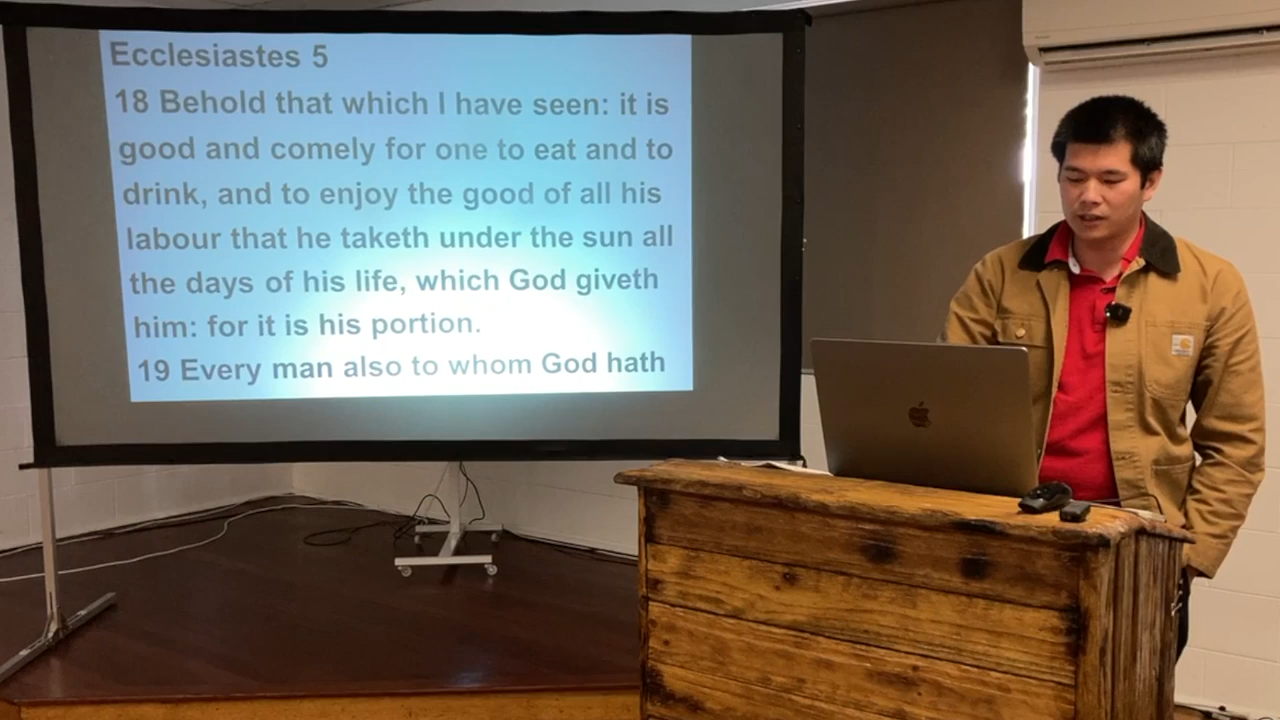 Ecclesiastes 5
18 Behold that which I have seen: it is
good and comely for one to eat and to
drink, and to enjoy the good of all his
labour that he taketh under the sun all
the days of his life, which God giveth
him: for it is his portion.
19 Every man also to whom God hath